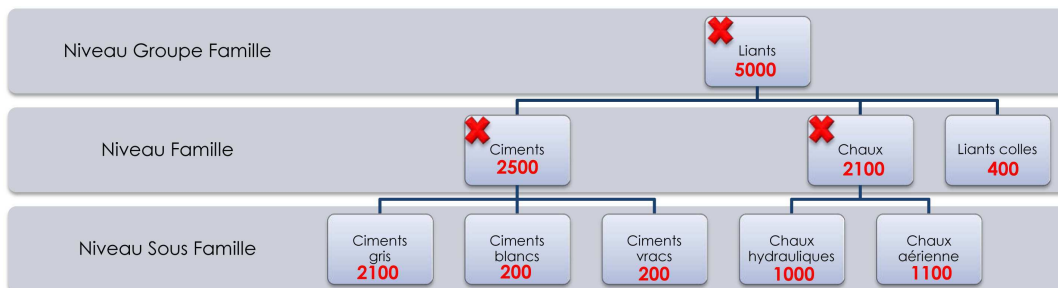 Niveau Groupe Famille
Liants
5000
Niveau Famille
Ciments
2500
Chaux
2100
Liants colles
400
Niveau Sous Famille
Ciments
gris
2100
Ciments
blancs
200
Ciments
vracs
200
Chaux
hydrauliques
1000
Chaux
aérienne
1100